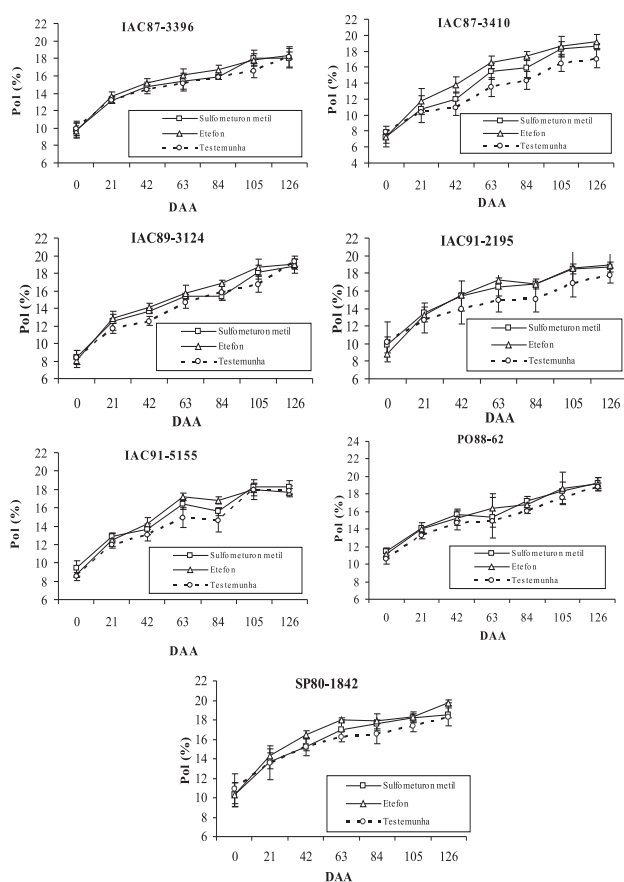 IAC87-3396
Pol (%)
22
20
18
16
14
12
10
8
6
Sulfometuron metil
Etefon
Testemunha
0 21 42 63 84 105 126
DAA
IAC87-3410
Pol (%)
22
20
18
16
14
12
10
8
6
4
Sulfometuron metil
Etefon
Testemunha
0 21 42 63 84 105 126
DAA
IAC89-3124
Pol (%)
22
20
18
16
14
12
10
8
6
Sulfometuron metil
Etefon
Testemunha
0 21 42 63 84 105 126
DAA
IAC91-2195
Pol (%)
22
20
18
16
14
12
10
8
6
Sulfometuron metil
Etefon
Testemunha
0 21 42 63 84 105 126
DAA
IAC91-5155
Pol (%)
22
20
18
16
14
12
10
8
6
Sulfometuron metil
Etefon
Testemunha
0 21 42 63 84 105 126
DAA
PO88-62
Pol (%)
24
22
20
18
16
14
12
10
8
6
Sulfometuron metil
Etefon
Testemunha
0 21 42 63 84 105 126
DAA
SP80-1842
Pol (%)
22
20
18
16
14
12
10
8
6
Sulfometuron metil
Etefon
Testemunha
0 21 42 63 84 105 126
DAA